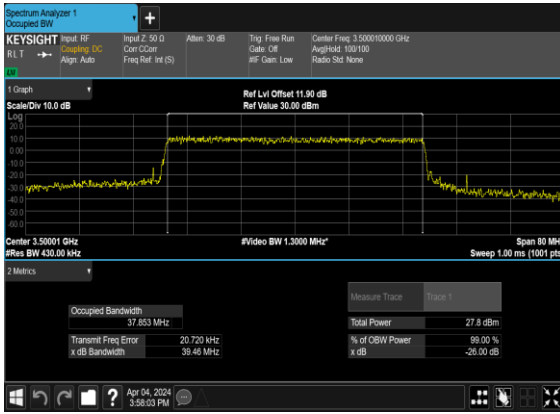 Spectrum Analyzer 1
Occupied BW
KEYSIGHT Input: RF Input Z: 50 Ω Atten: 30 dB Trig: Free Run Center Freq: 3.500010000 GHz
RLT Coupling: DC Corr CCorr Gate: Off Avg|Hold: 100/100
Align: Auto Freq Ref: Int (S) #IF Gain: Low Radio Std: None
1 Graph
Ref Lvl Offset 11.90 dB
Scale/Div 10.0 dB Ref Value 30.00 dBm
Log
20.0
10.0
0.00
-10.0
-20.0
-30.0
-40.0
-50.0
-60.0
Center 3.50001 GHz #Video BW 1.3000 MHz* Span 80 MH
#Res BW 430.00 kHz Sweep 1.00 ms (1001 pts
2 Metrics
Measure Trace Trace 1
Occupied Bandwidth
37.853 MHz Total Power 27.8 dBm
Transmit Freq Error 20.720 kHz % of OBW Power 99.00 %
x dB Bandwidth 39.46 MHz x dB -26.00 dB
Apr 04, 2024
3:58:03 PM